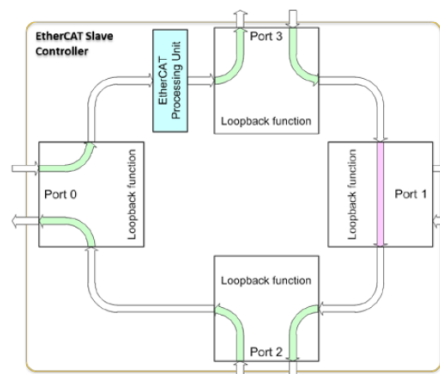 EtherCAT Slave
Controller
EtherCAT
Processing Unit
Port 3
Loopback function
Port 0
Loopback function
Loopback function
Port 1
Loopback function
Port 2